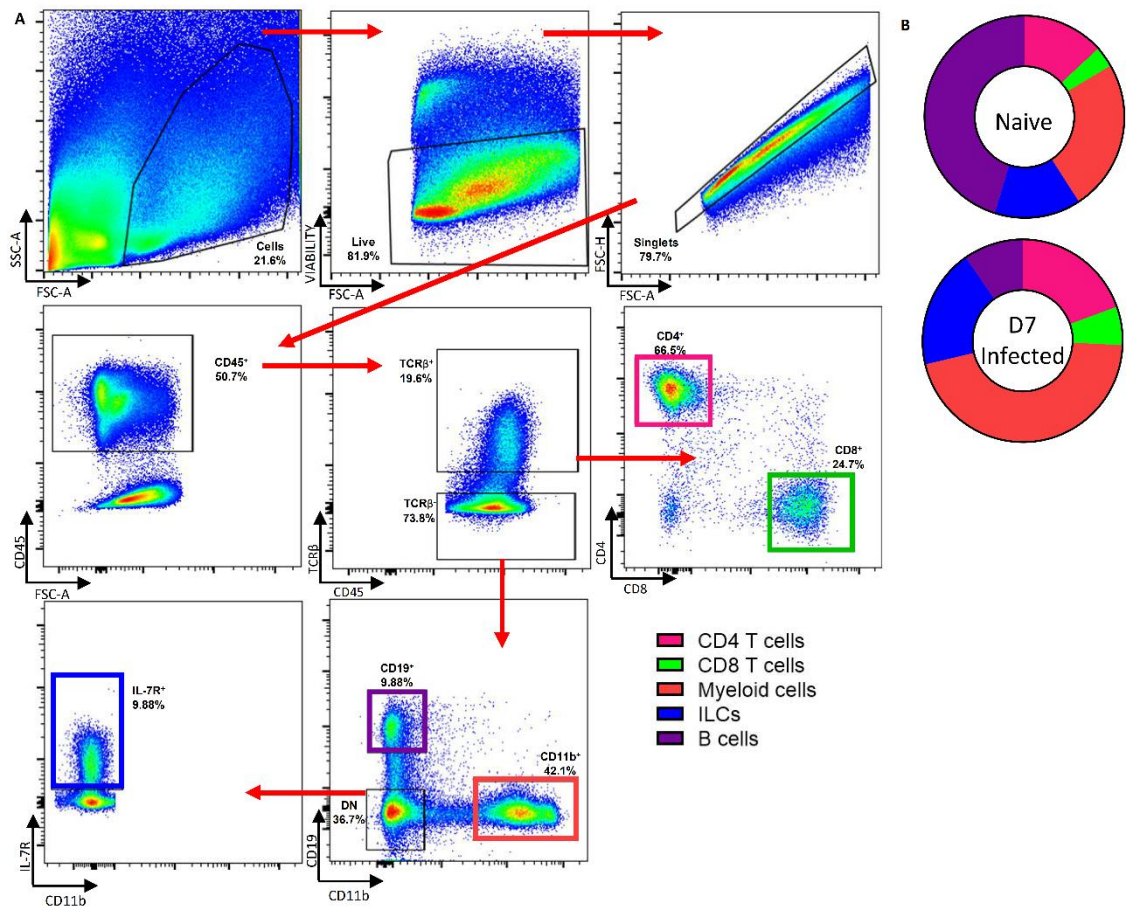 A
SSC-A
Cells
21.6%
FSC-A
VIABILITY
Live
81.9%
FSC-A
FSC-H
Singlets
79.7%
FSC-A
B
Naive
D7
Infected
CD45
CD45⁺
50.7%
FSC-A
TCRβ
TCRβ⁺
19.6%
TCRβ⁻
73.8%
CD45
CD4
CD4⁺
66.5%
CD8⁺
24.7%
CD8
IL-7R
IL-7R⁺
9.88%
CD11b
CD19
CD19⁺
9.88%
CD11b⁺
42.1%
DN
36.7%
CD11b
CD4 T cells
CD8 T cells
Myeloid cells
ILCs
B cells